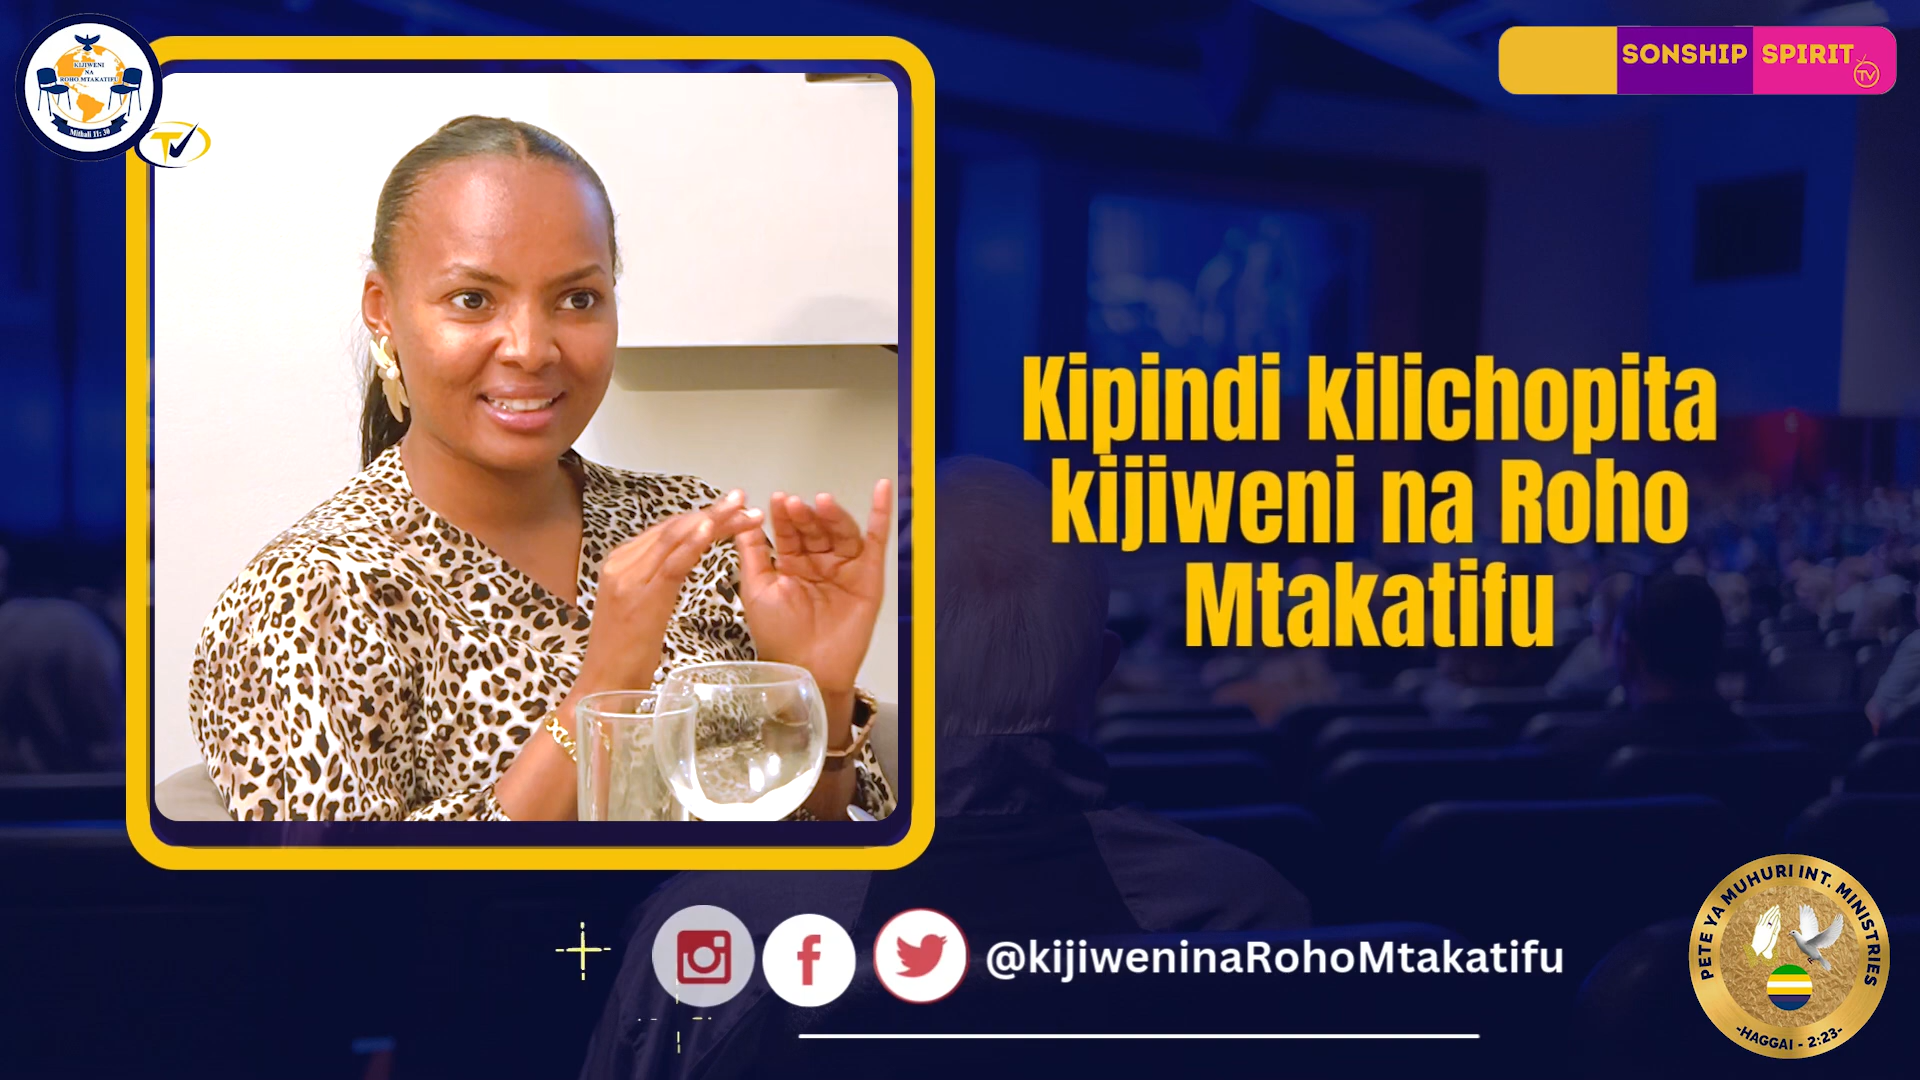 KIJIWENI
NA
ROHO MTAKATIFU
Mithali 11: 30
TV
SONSHIP SPIRIT
TV
Kipindi kilichopita
kijiweni na Roho
Mtakatifu
@kijiweninaRohoMtakatifu
PETE YA MUHURI INT. MINISTRIES
-HAGGAI - 2:23-